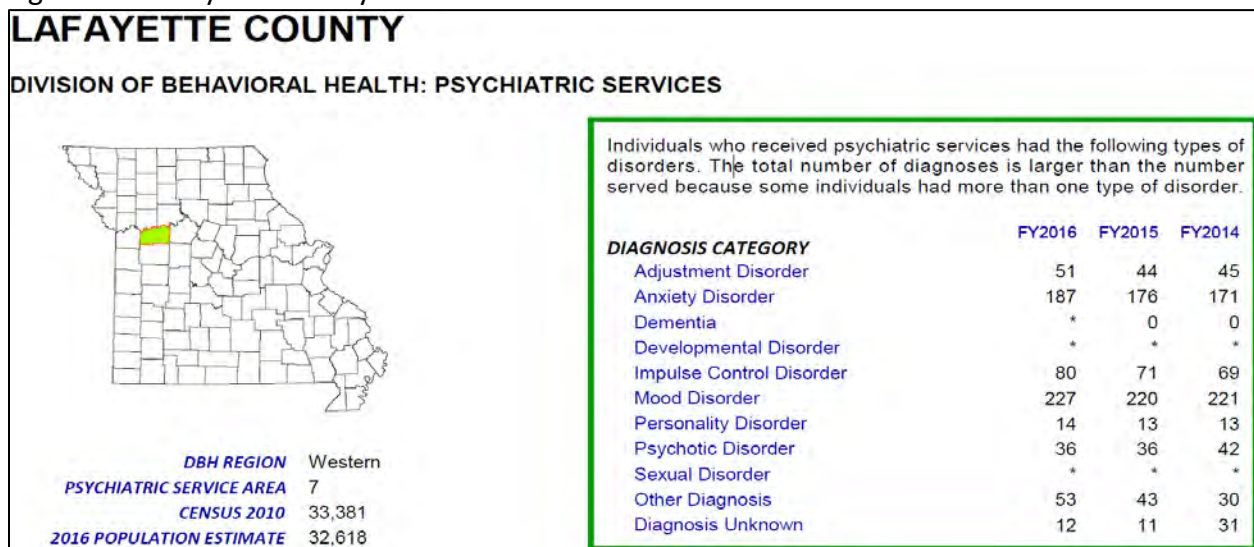 LAFAYETTE COUNTY
DIVISION OF BEHAVIORAL HEALTH: PSYCHIATRIC SERVICES
DBH REGION Western
PSYCHIATRIC SERVICE AREA 7
CENSUS 2010 33,381
2016 POPULATION ESTIMATE 32,618
Individuals who received psychiatric services had the following types of
disorders. The total number of diagnoses is larger than the number
served because some individuals had more than one type of disorder.
DIAGNOSIS CATEGORY FY2016 FY2015 FY2014
Adjustment Disorder 51 44 45
Anxiety Disorder 187 176 171
Dementia * 0 0
Developmental Disorder * * *
Impulse Control Disorder 80 71 69
Mood Disorder 227 220 221
Personality Disorder 14 13 13
Psychotic Disorder 36 36 42
Sexual Disorder * * *
Other Diagnosis 53 43 30
Diagnosis Unknown 12 11 31